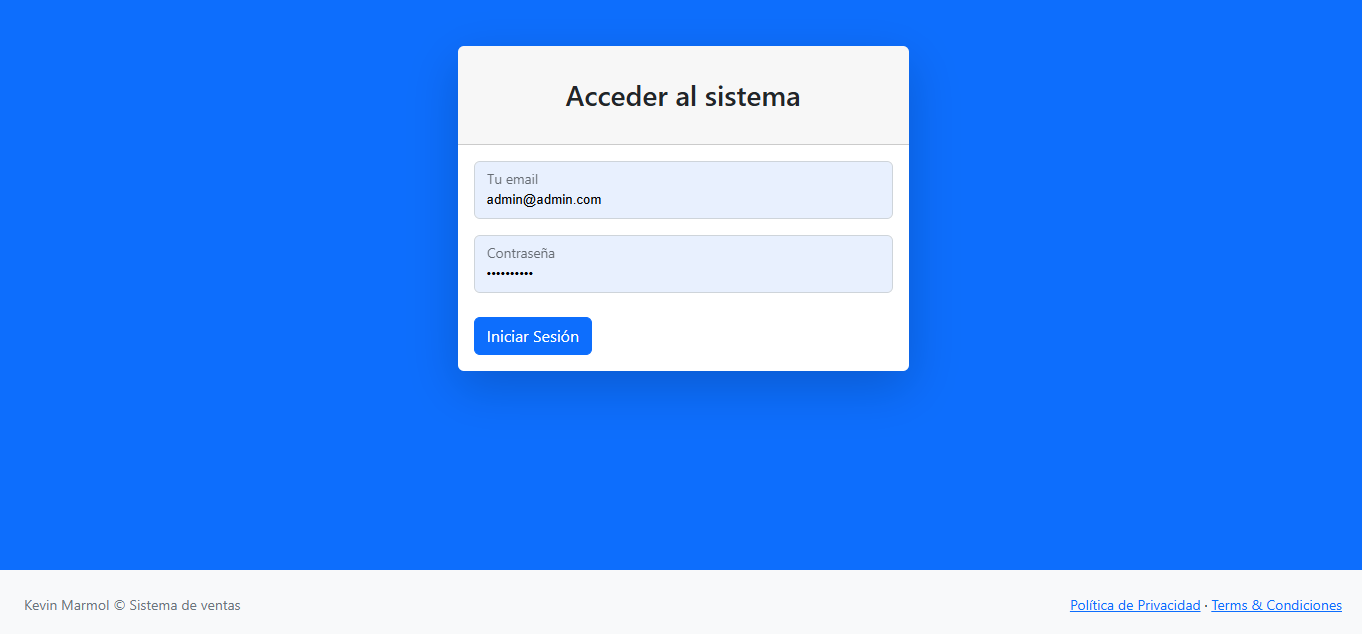 Acceder al sistema
Tu email
admin@admin.com
Contraseña
••••••••••
Iniciar Sesión
Kevin Marmol © Sistema de ventas
Política de Privacidad · Terms & Condiciones